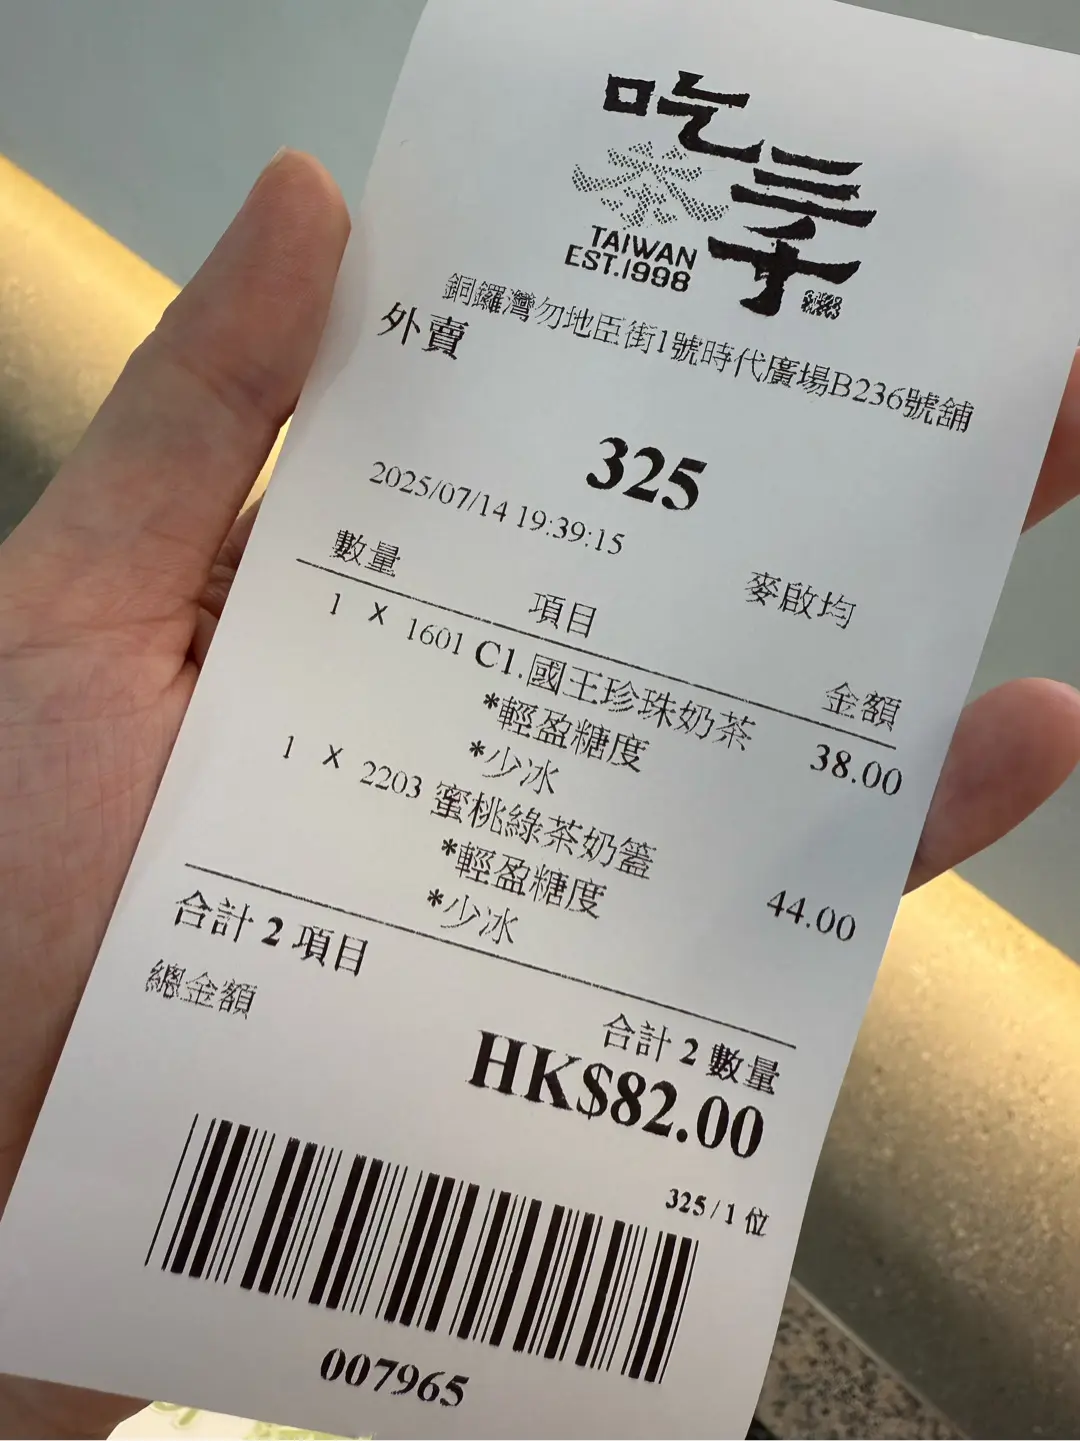 吃茶三千
TAIWAN
EST.1998
銅鑼灣勿地臣街1號時代廣場B236號舖
外賣
325
2025/07/14 19:39:15
麥啟均
數量 項目 金額
1 X 1601 C1.國王珍珠奶茶 38.00
*輕盈糖度
*少冰
1 X 2203 蜜桃綠茶奶蓋 44.00
*輕盈糖度
*少冰
合計 2 項目 合計 2 數量
總金額 HK$82.00
325 / 1 位
007965